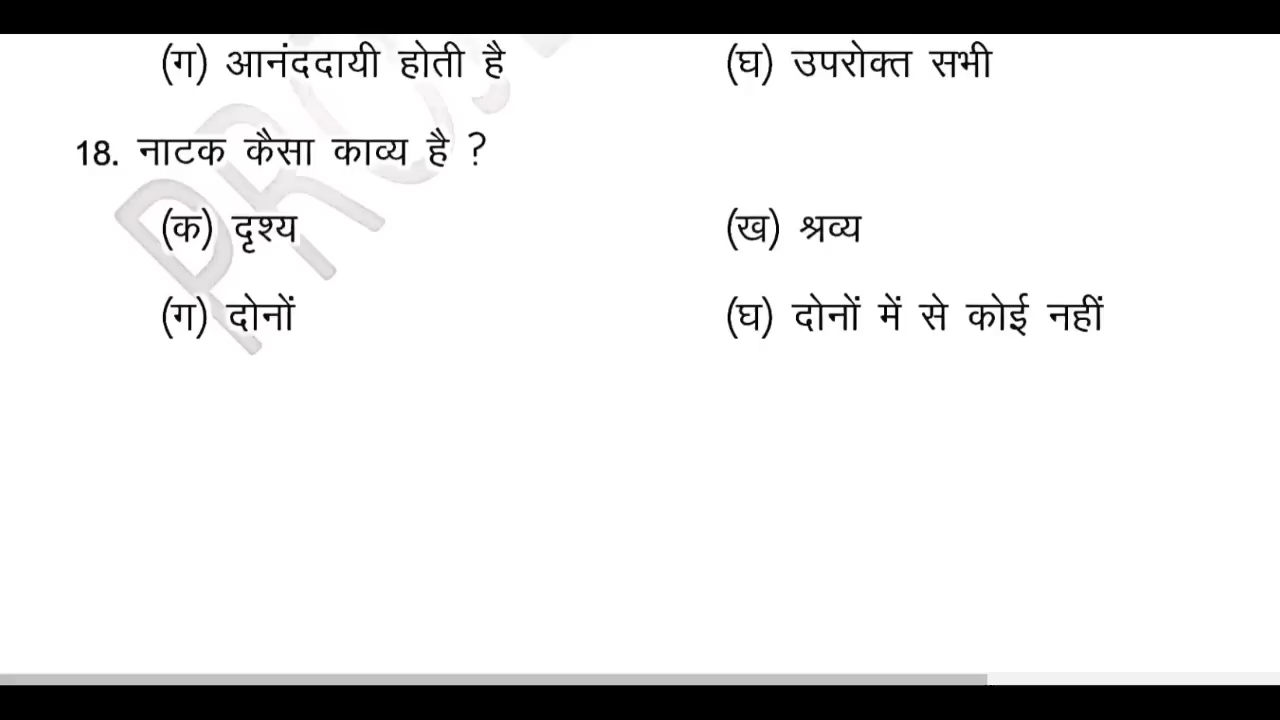 (ग) आनंददायी होती है (घ) उपरोक्त सभी
18. नाटक कैसा काव्य है ?
(क) दृश्य (ख) श्रव्य
(ग) दोनों (घ) दोनों में से कोई नहीं